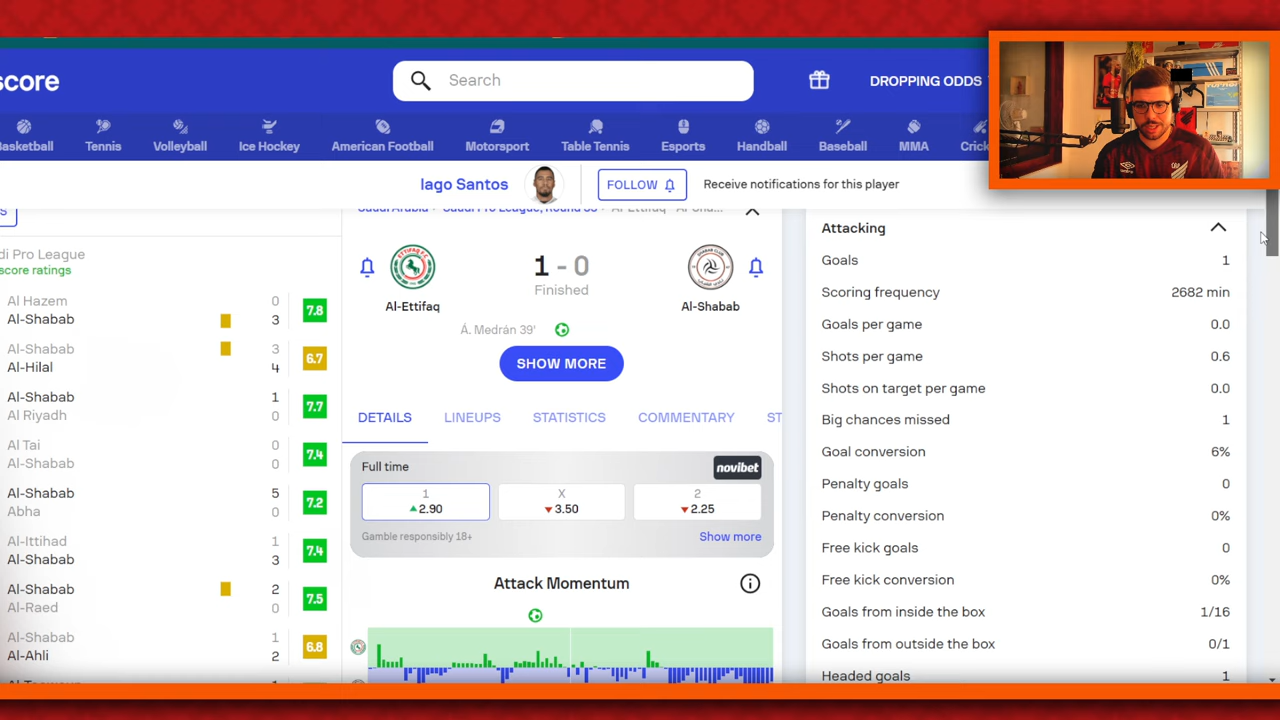 score
Search
DROPPING ODDS
Basketball
Tennis
Volleyball
Ice Hockey
American Football
Motorsport
Table Tennis
Esports
Handball
Baseball
MMA
Iago Santos
FOLLOW
Receive notifications for this player
di Pro League
score ratings
Al Hazem 0
Al-Shabab 3
7.8
Al-Shabab 3
Al-Hilal 4
6.7
Al-Shabab 1
Al Riyadh 0
7.7
Al Tai 0
Al-Shabab 0
7.4
Al-Shabab 5
Abha 0
7.2
Al-Ittihad 1
Al-Shabab 3
7.4
Al-Shabab 2
Al-Raed 0
7.5
Al-Shabab 1
Al-Ahli 2
6.8
Al-Ettifaq
1 - 0
Finished
Al-Shabab
Á. Medrán 39'
SHOW MORE
DETAILS
LINEUPS
STATISTICS
COMMENTARY
ST
Full time
novibet
1
2.90
X
3.50
2
2.25
Gamble responsibly 18+
Show more
Attack Momentum
Attacking
Goals 1
Scoring frequency 2682 min
Goals per game 0.0
Shots per game 0.6
Shots on target per game 0.0
Big chances missed 1
Goal conversion 6%
Penalty goals 0
Penalty conversion 0%
Free kick goals 0
Free kick conversion 0%
Goals from inside the box 1/16
Goals from outside the box 0/1
Headed goals 1